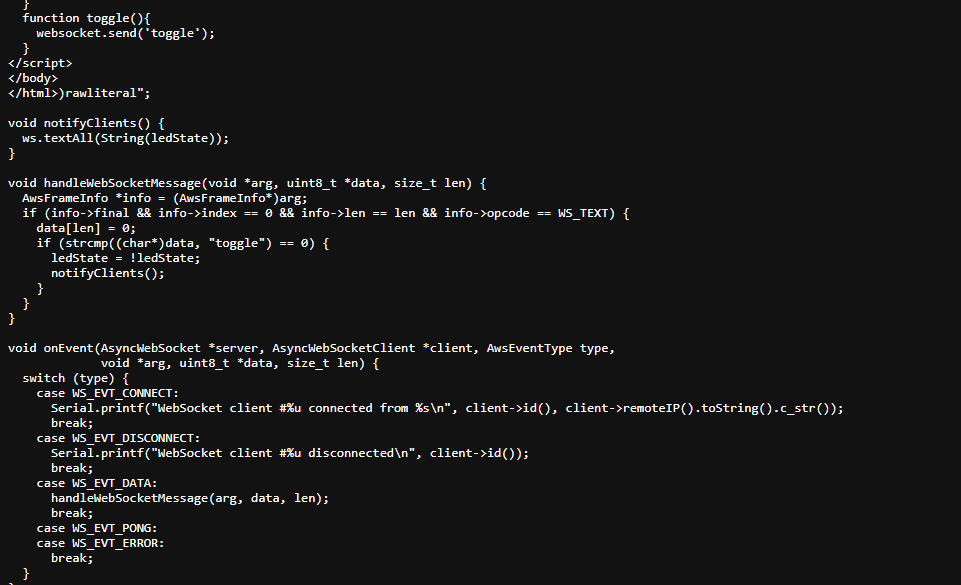 }
function toggle(){
websocket.send('toggle');
}
</script>
</body>
</html>)rawliteral";
void notifyClients() {
ws.textAll(String(ledState));
}
void handleWebSocketMessage(void *arg, uint8_t *data, size_t len) {
AwsFrameInfo *info = (AwsFrameInfo*)arg;
if (info->final && info->index == 0 && info->len == len && info->opcode == WS_TEXT) {
data[len] = 0;
if (strcmp((char*)data, "toggle") == 0) {
ledState = !ledState;
notifyClients();
}
}
}
void onEvent(AsyncWebSocket *server, AsyncWebSocketClient *client, AwsEventType type,
void *arg, uint8_t *data, size_t len) {
switch (type) {
case WS_EVT_CONNECT:
Serial.printf("WebSocket client #%u connected from %s\n", client->id(), client->remoteIP().toString().c_str());
break;
case WS_EVT_DISCONNECT:
Serial.printf("WebSocket client #%u disconnected\n", client->id());
break;
case WS_EVT_DATA:
handleWebSocketMessage(arg, data, len);
break;
case WS_EVT_PONG:
case WS_EVT_ERROR:
break;
}